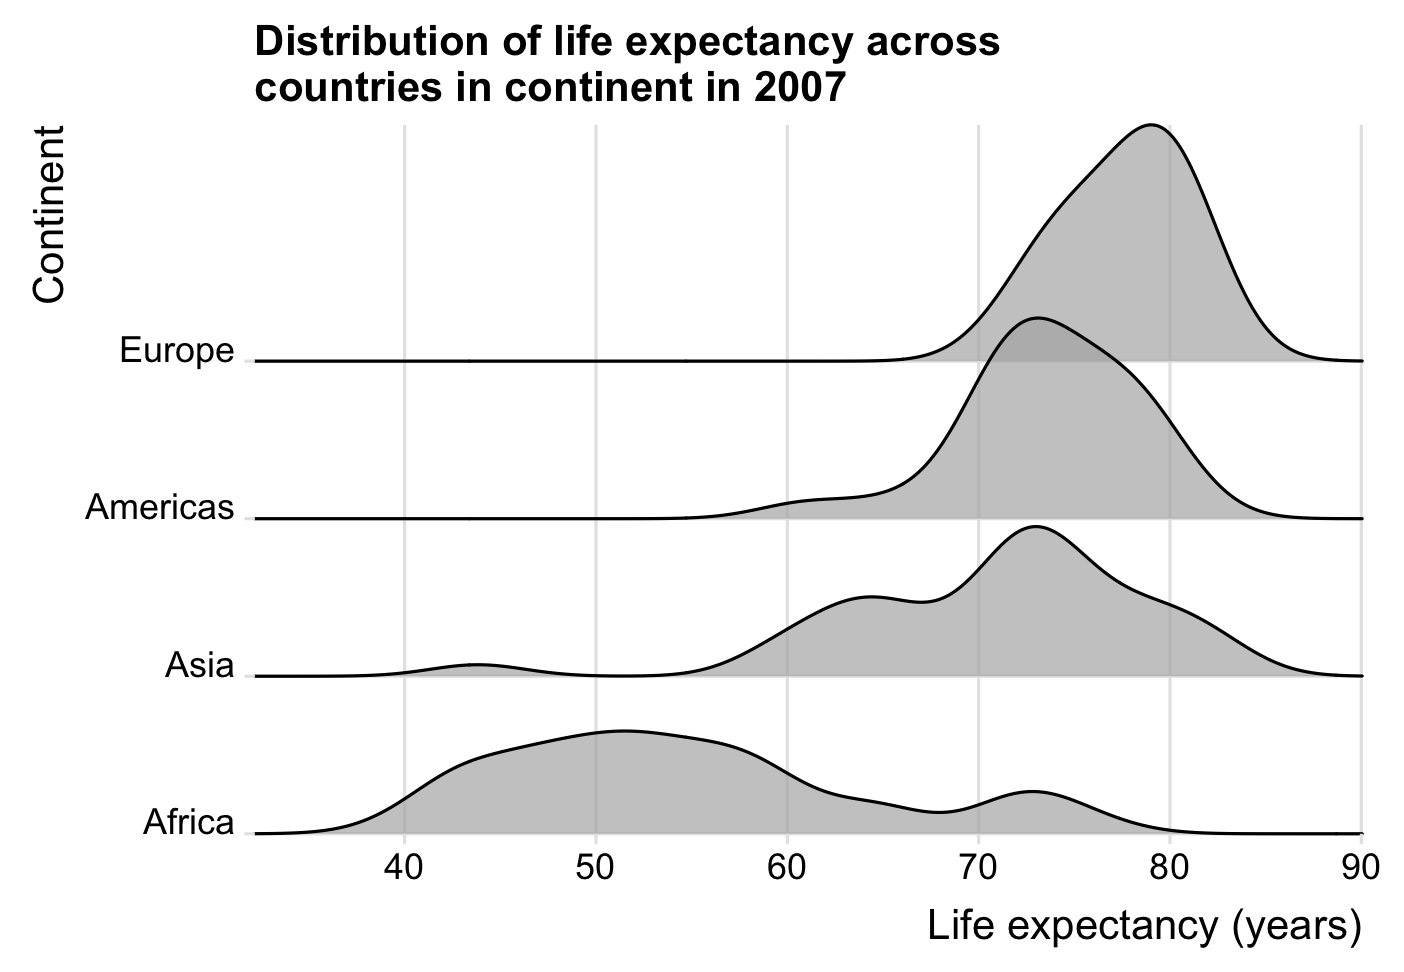 Distribution of life expectancy across
countries in continent in 2007
Continent
Europe
Americas
Asia
Africa
40 50 60 70 80 90
Life expectancy (years)